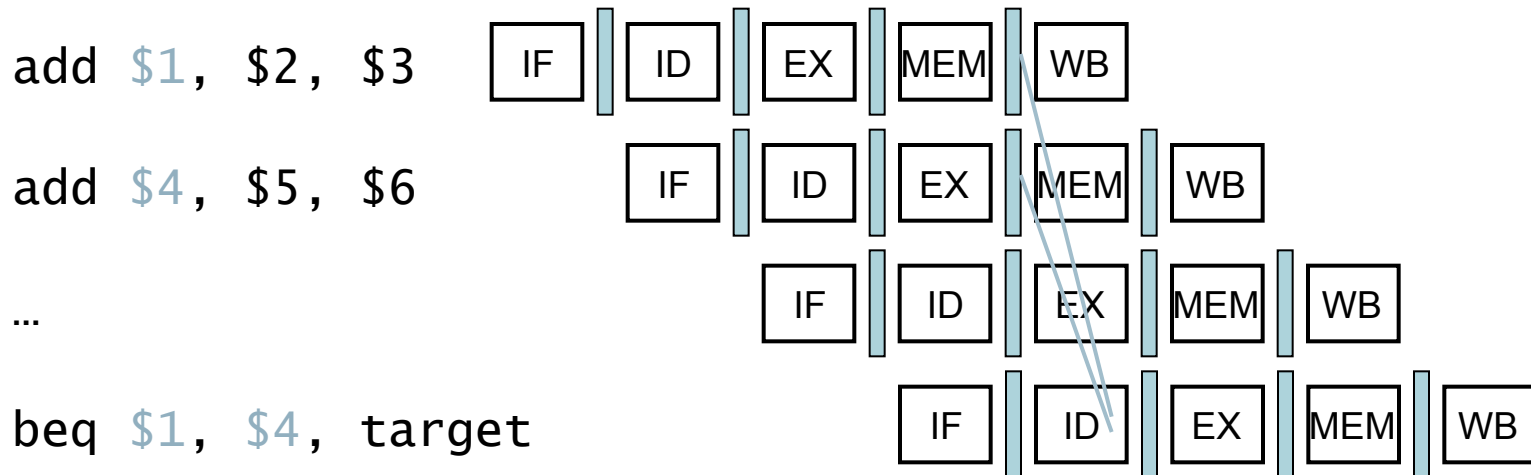 add $1, $2, $3 IF ID EX MEM WB
add $4, $5, $6 IF ID EX MEM WB
… IF ID EX MEM WB
beq $1, $4, target IF ID EX MEM WB